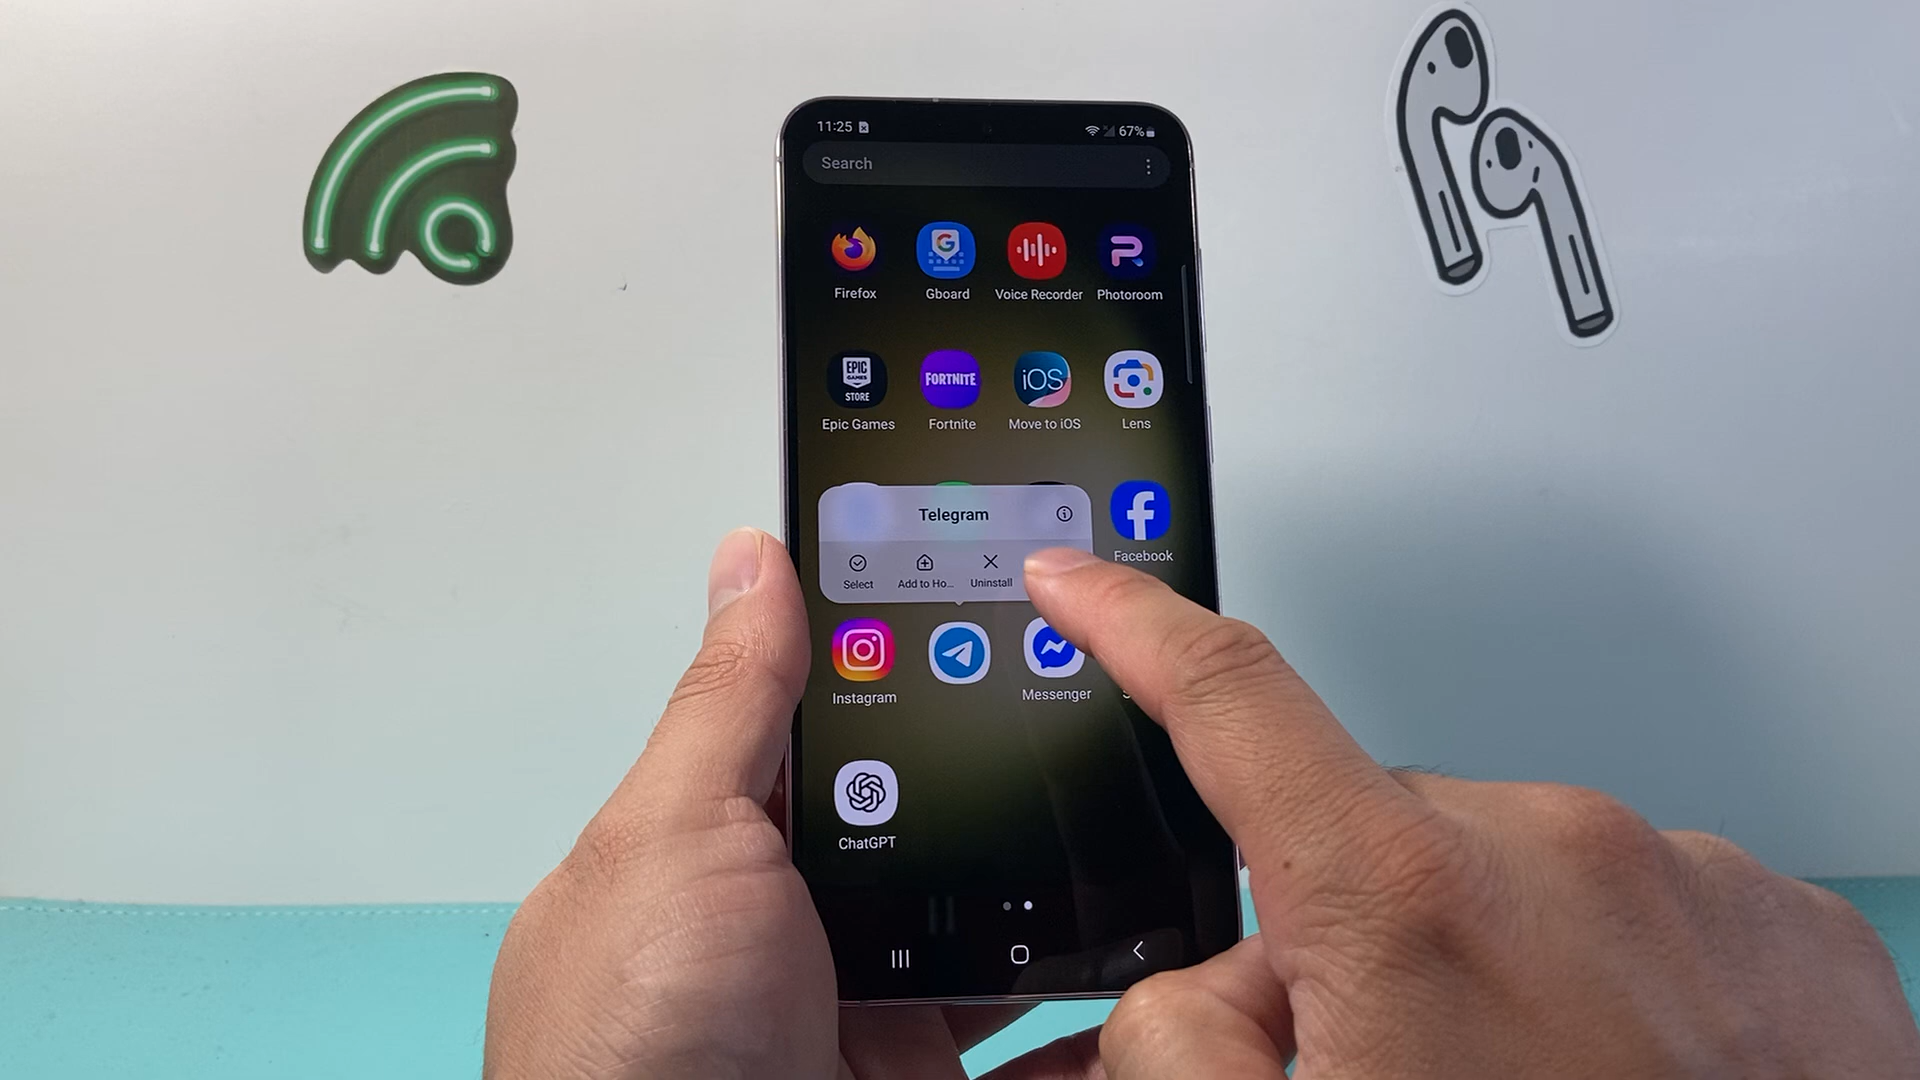 11:25 67%
Search
Firefox Gboard Voice Recorder Photoroom
EPIC GAMES STORE FORTNITE iOS
Epic Games Fortnite Move to iOS Lens
Telegram
Facebook
Select Add to Ho... Uninstall
Instagram Messenger
ChatGPT